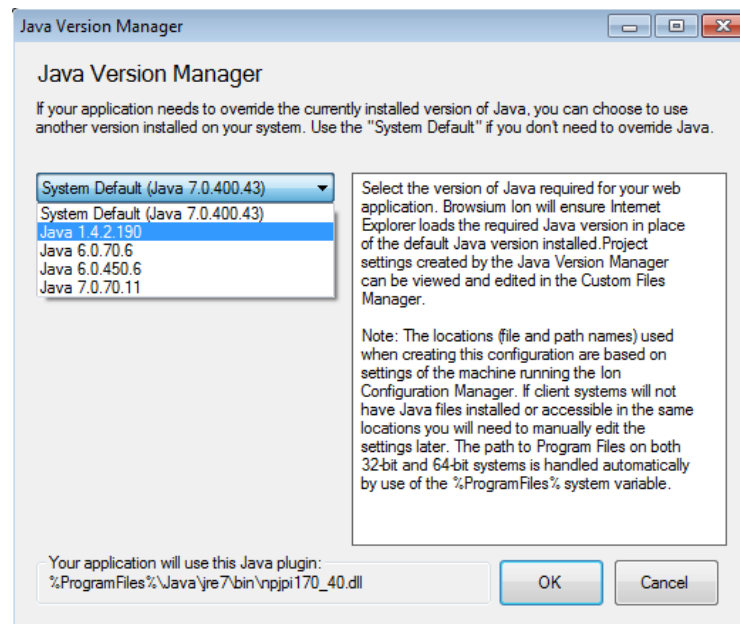 Java Version Manager
Java Version Manager
If your application needs to override the currently installed version of Java, you can choose to use
another version installed on your system. Use the "System Default" if you don't need to override Java.
System Default (Java 7.0.400.43)
System Default (Java 7.0.400.43)
Java 1.4.2.190
Java 6.0.70.6
Java 6.0.450.6
Java 7.0.70.11
Select the version of Java required for your web
application. Browsium Ion will ensure Internet
Explorer loads the required Java version in place
of the default Java version installed.Project
settings created by the Java Version Manager
can be viewed and edited in the Custom Files
Manager.
Note: The locations (file and path names) used
when creating this configuration are based on
settings of the machine running the Ion
Configuration Manager. If client systems will not
have Java files installed or accessible in the same
locations you will need to manually edit the
settings later. The path to Program Files on both
32-bit and 64-bit systems is handled automatically
by use of the %ProgramFiles% system variable.
Your application will use this Java plugin:
%ProgramFiles%\Java\jre7\bin\npjpi170_40.dll
OK
Cancel